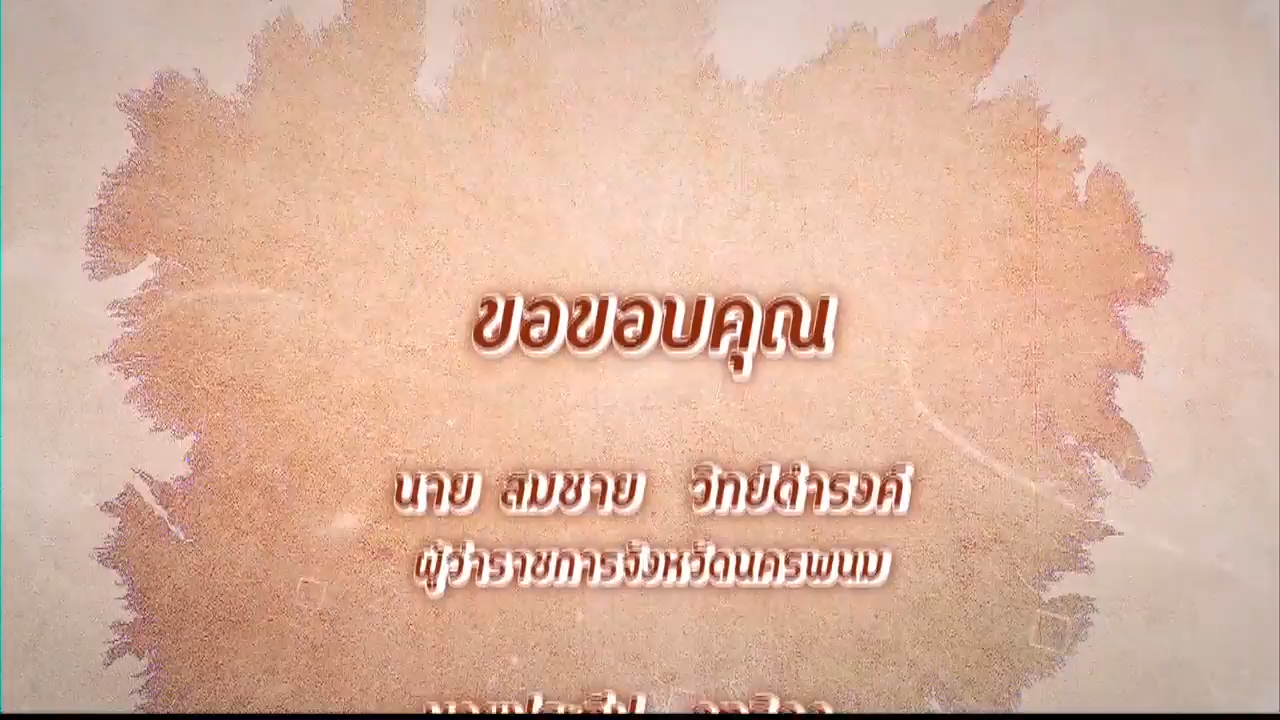 ขอขอบคุณ
นาย สมชาย วิทย์ดำรงค์
ผู้ว่าราชการจังหวัดนครพนม